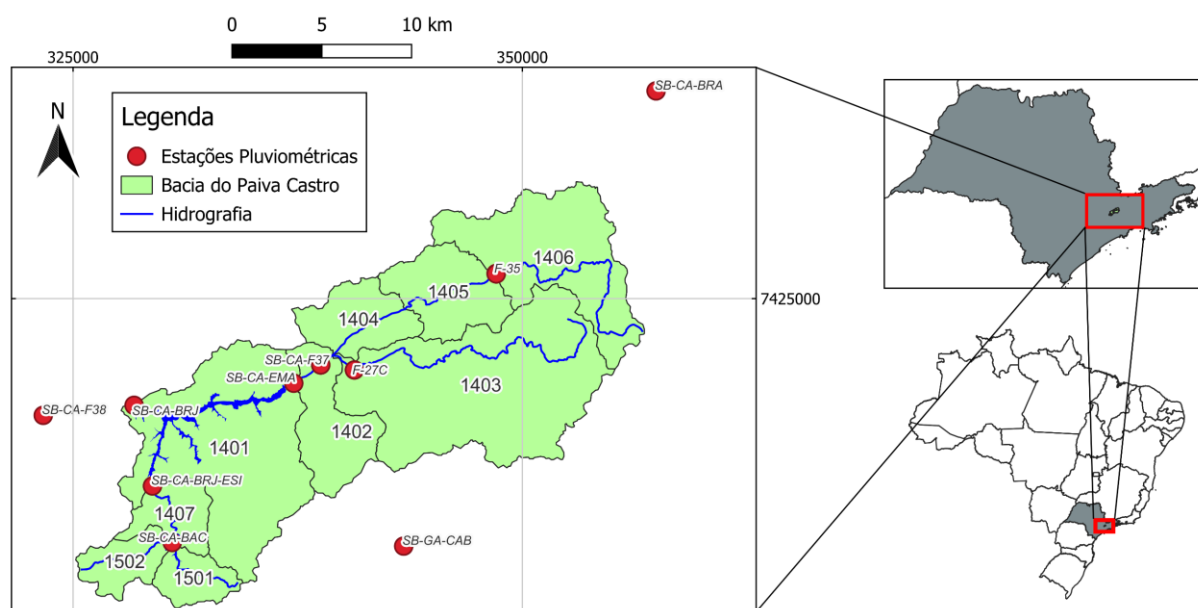 0 5 10 km
325000 350000
SB-CA-BRA
N
Legenda
Estações Pluviométricas
Bacia do Paiva Castro
Hidrografia
F-35
1406
1405
7425000
1404
SB-CA-F37
F-27C
SB-CA-EMA
1403
SB-CA-F38
SB-CA-BRJ
1402
1401
SB-CA-BRJ-ESI
1407
SB-CA-BAC
SB-GA-CAB
1502
1501